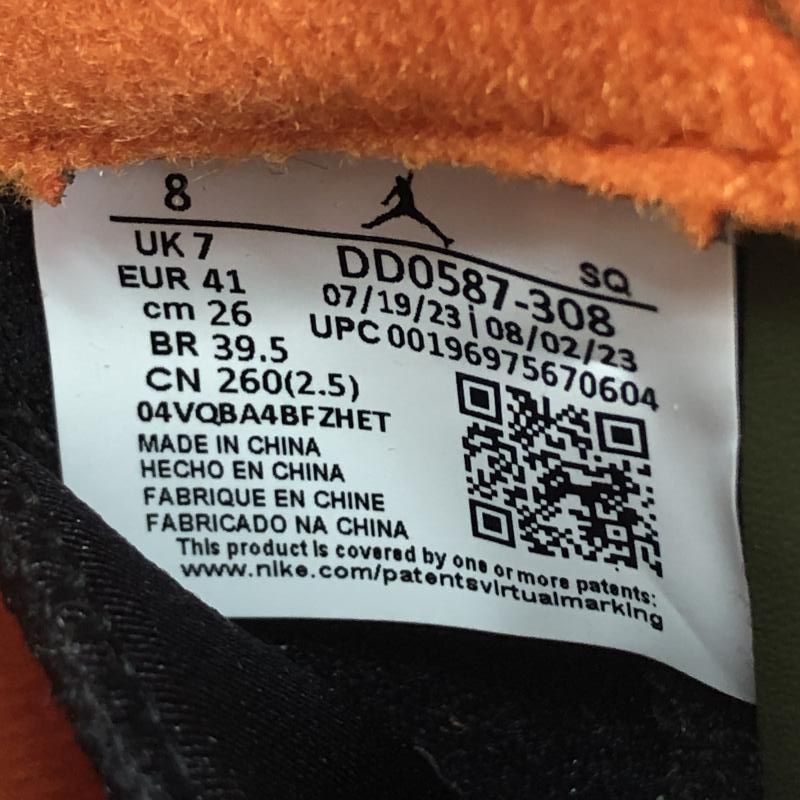 8
SQ
UK 7
EUR 41
cm 26
BR 39.5
CN 260(2.5)
04VQBA4BFZHET
DD0587-308
07/19/23 | 08/02/23
UPC 00196975670604
MADE IN CHINA
HECHO EN CHINA
FABRIQUE EN CHINE
FABRICADO NA CHINA
This product is covered by one or more patents:
www.nike.com/patentsvirtualmarking